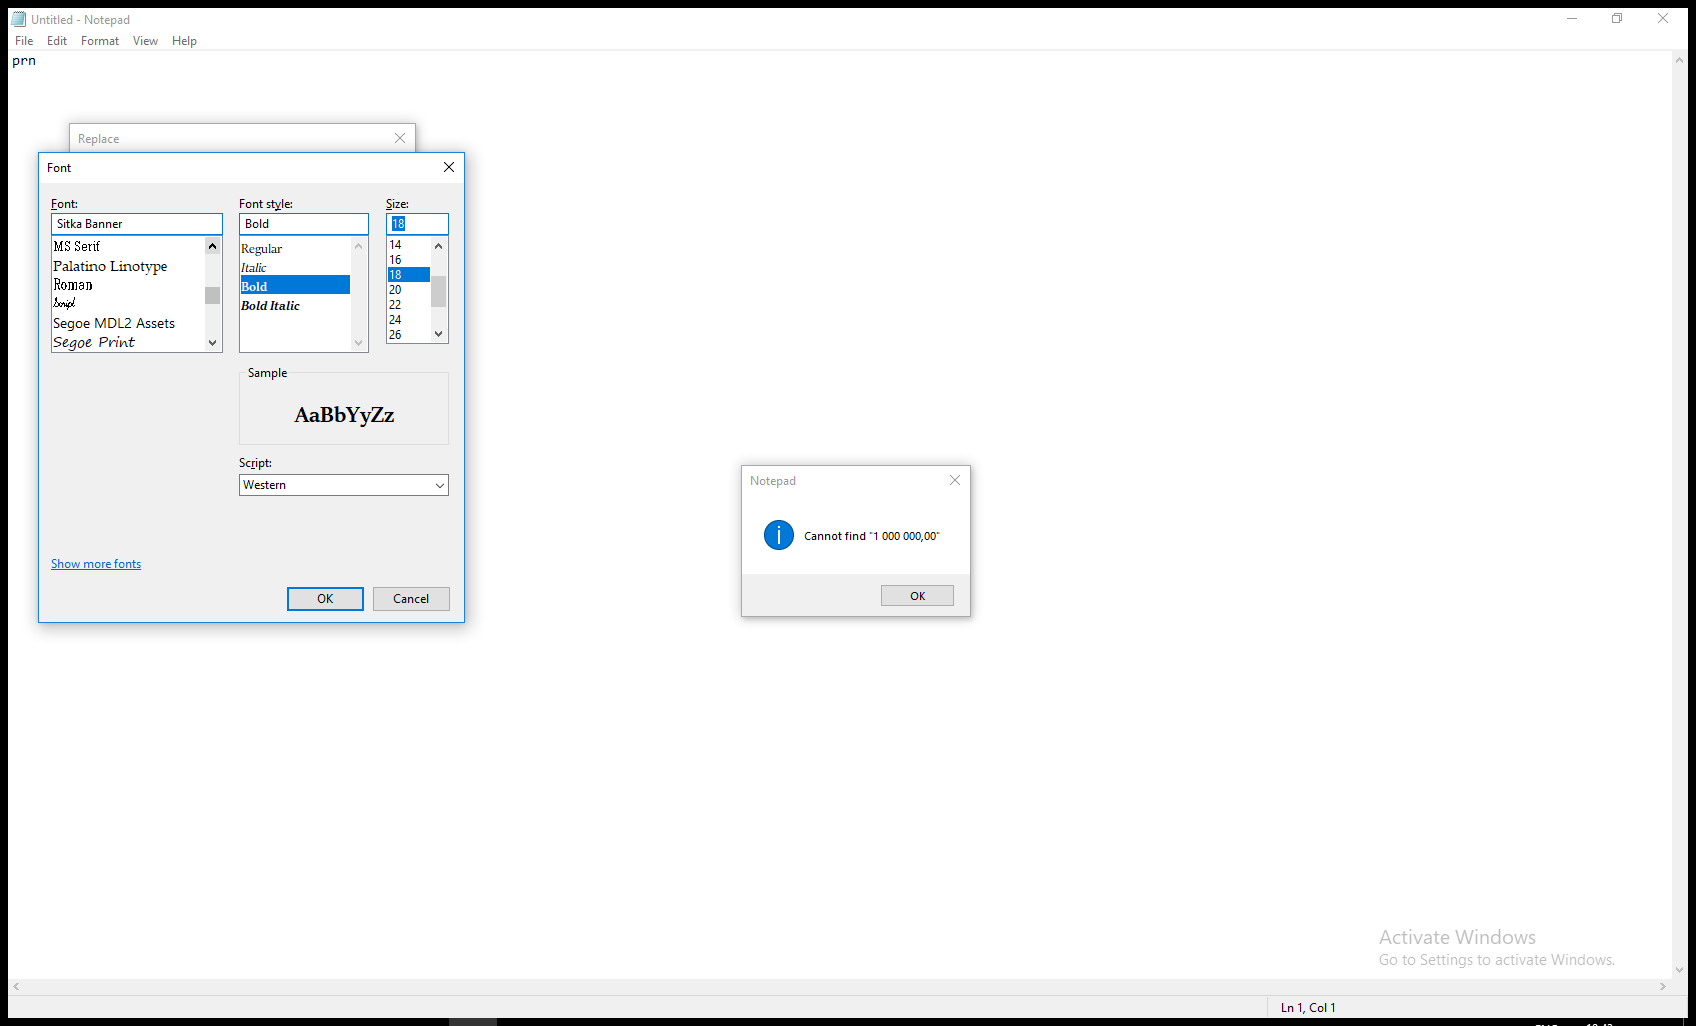 Untitled - Notepad
File Edit Format View Help
prn
Replace
Font
Font:
Sitka Banner
MS Serif
Palatino Linotype
Roman
Script
Segoe MDL2 Assets
Segoe Print
Font style:
Bold
Regular
Italic
Bold
Bold Italic
Size:
18
14
16
18
20
22
24
26
Sample
AaBbYyZz
Script:
Western
Show more fonts
OK
Cancel
Notepad
Cannot find "1 000 000,00"
OK
Activate Windows
Go to Settings to activate Windows.
Ln 1, Col 1